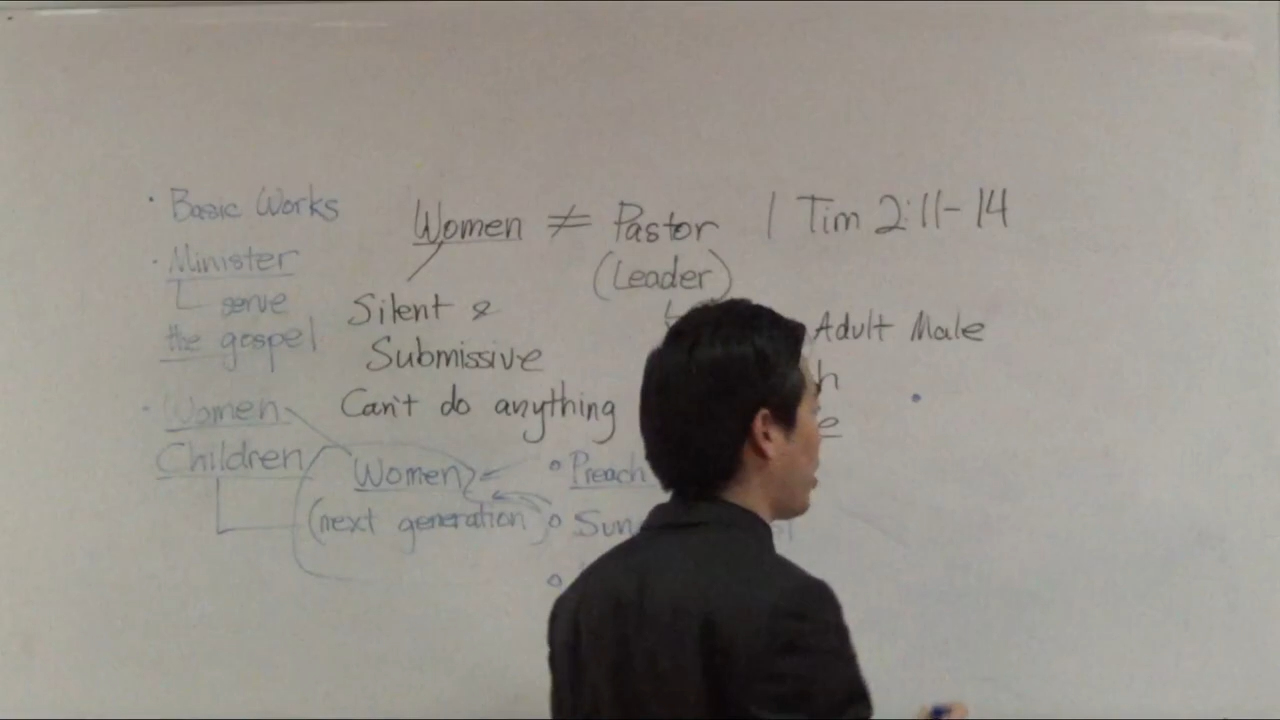 · Basic Works
· Minister
serve
the gospel
· Women
Children
Women ≠ Pastor 1 Tim 2:11-14
(Leader)
Silent &
Submissive
Can't do anything
Adult Male
Women
(next generation)
Preach